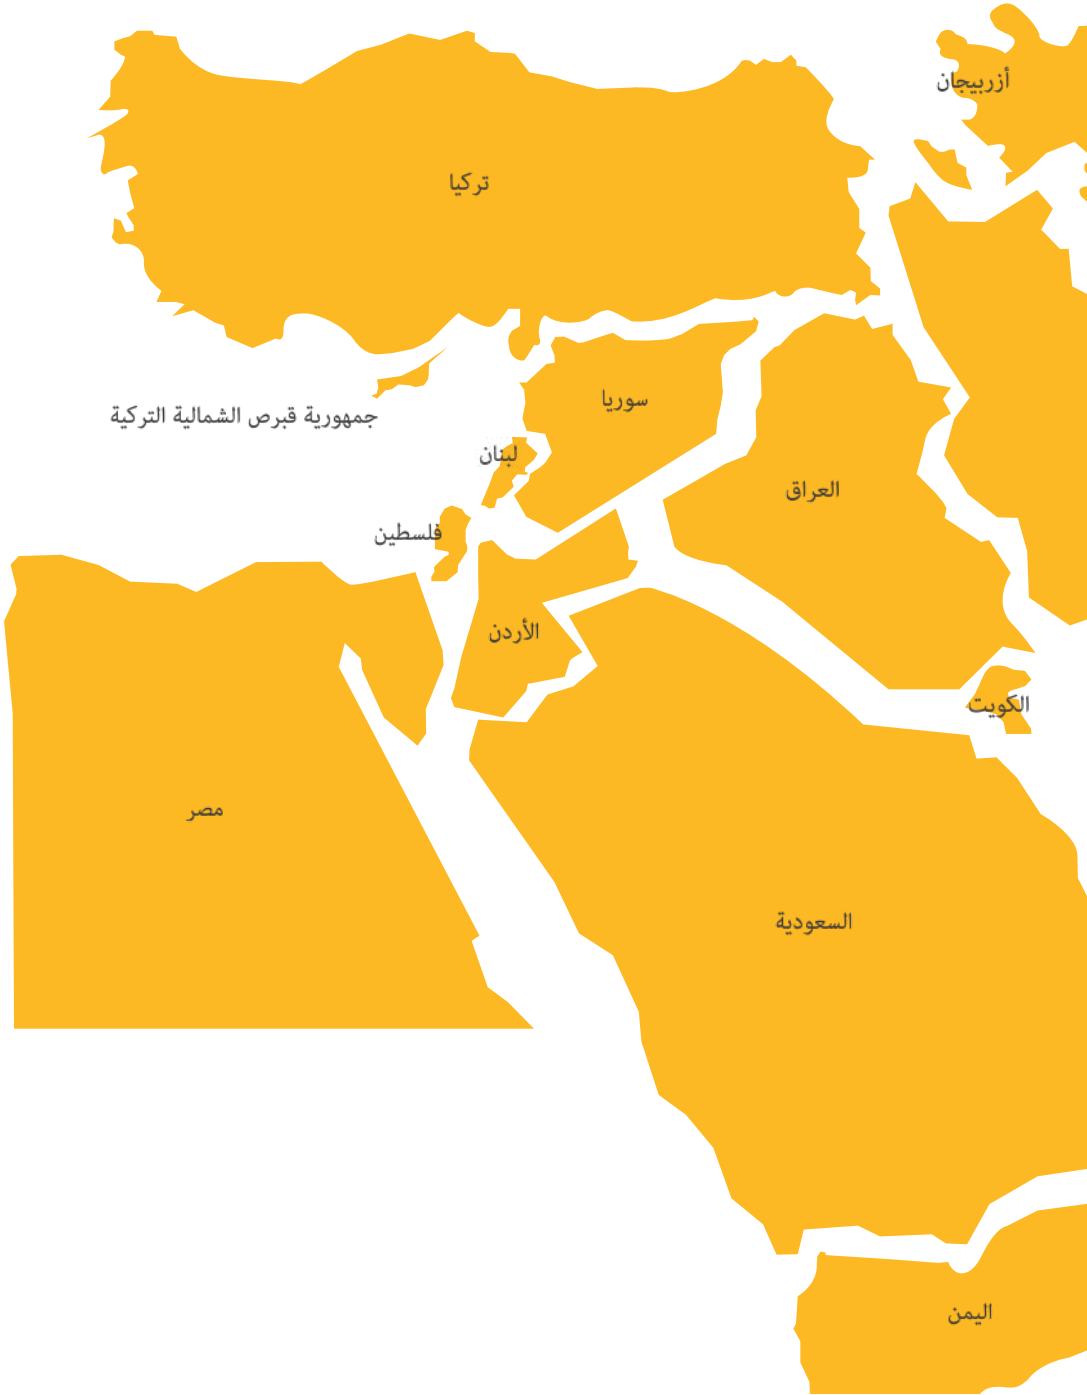 أزربيجان
تركيا
سوريا
جمهورية قبرص الشمالية التركية
لبنان
العراق
فلسطين
الأردن
الكويت
مصر
السعودية
اليمن